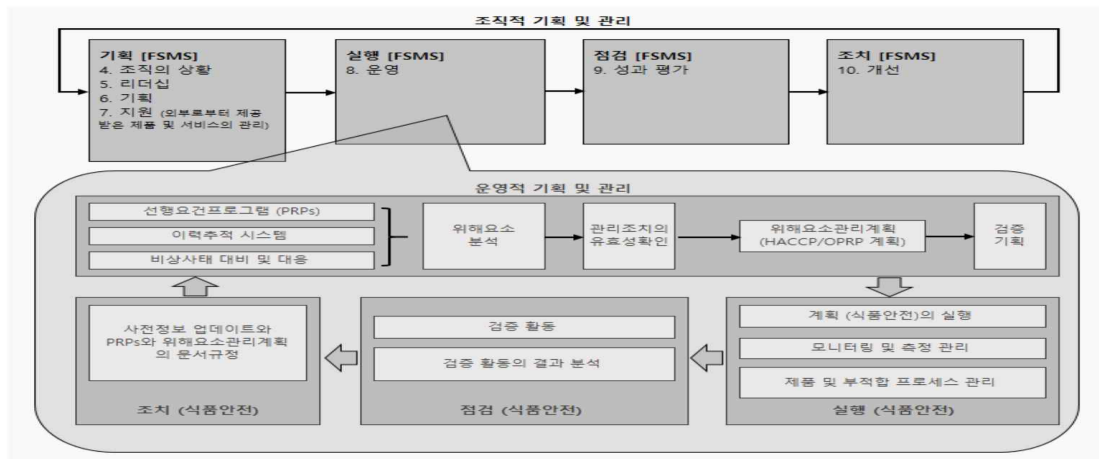 조직적 기획 및 관리
기획 [FSMS]
4. 조직의 상황
5. 리더십
6. 기획
7. 지원 (외부로부터 제공
받은 제품 및 서비스의 관리)
실행 [FSMS]
8. 운영
점검 [FSMS]
9. 성과 평가
조치 [FSMS]
10. 개선
운영적 기획 및 관리
선행요건프로그램 (PRPs)
이력추적 시스템
비상사태 대비 및 대응
위해요소
분석
관리조치의
유효성확인
위해요소관리계획
(HACCP/OPRP 계획)
검증
기획
사전정보 업데이트와
PRPs와 위해요소관리계획
의 문서규정
조치 (식품안전)
검증 활동
검증 활동의 결과 분석
점검 (식품안전)
계획 (식품안전)의 실행
모니터링 및 측정 관리
제품 및 부적합 프로세스 관리
실행 (식품안전)